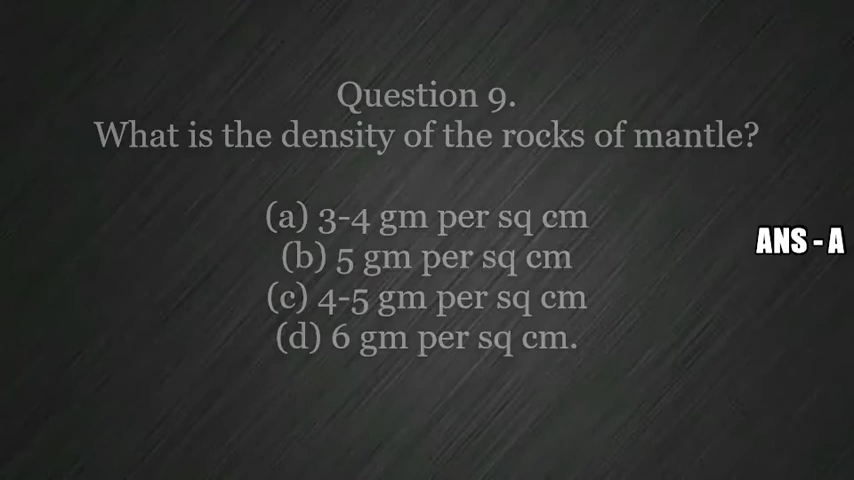 Question 9.
What is the density of the rocks of mantle?
(a) 3-4 gm per sq cm
ANS - A
(b) 5 gm per sq cm
(c) 4-5 gm per sq cm
(d) 6 gm per sq cm.